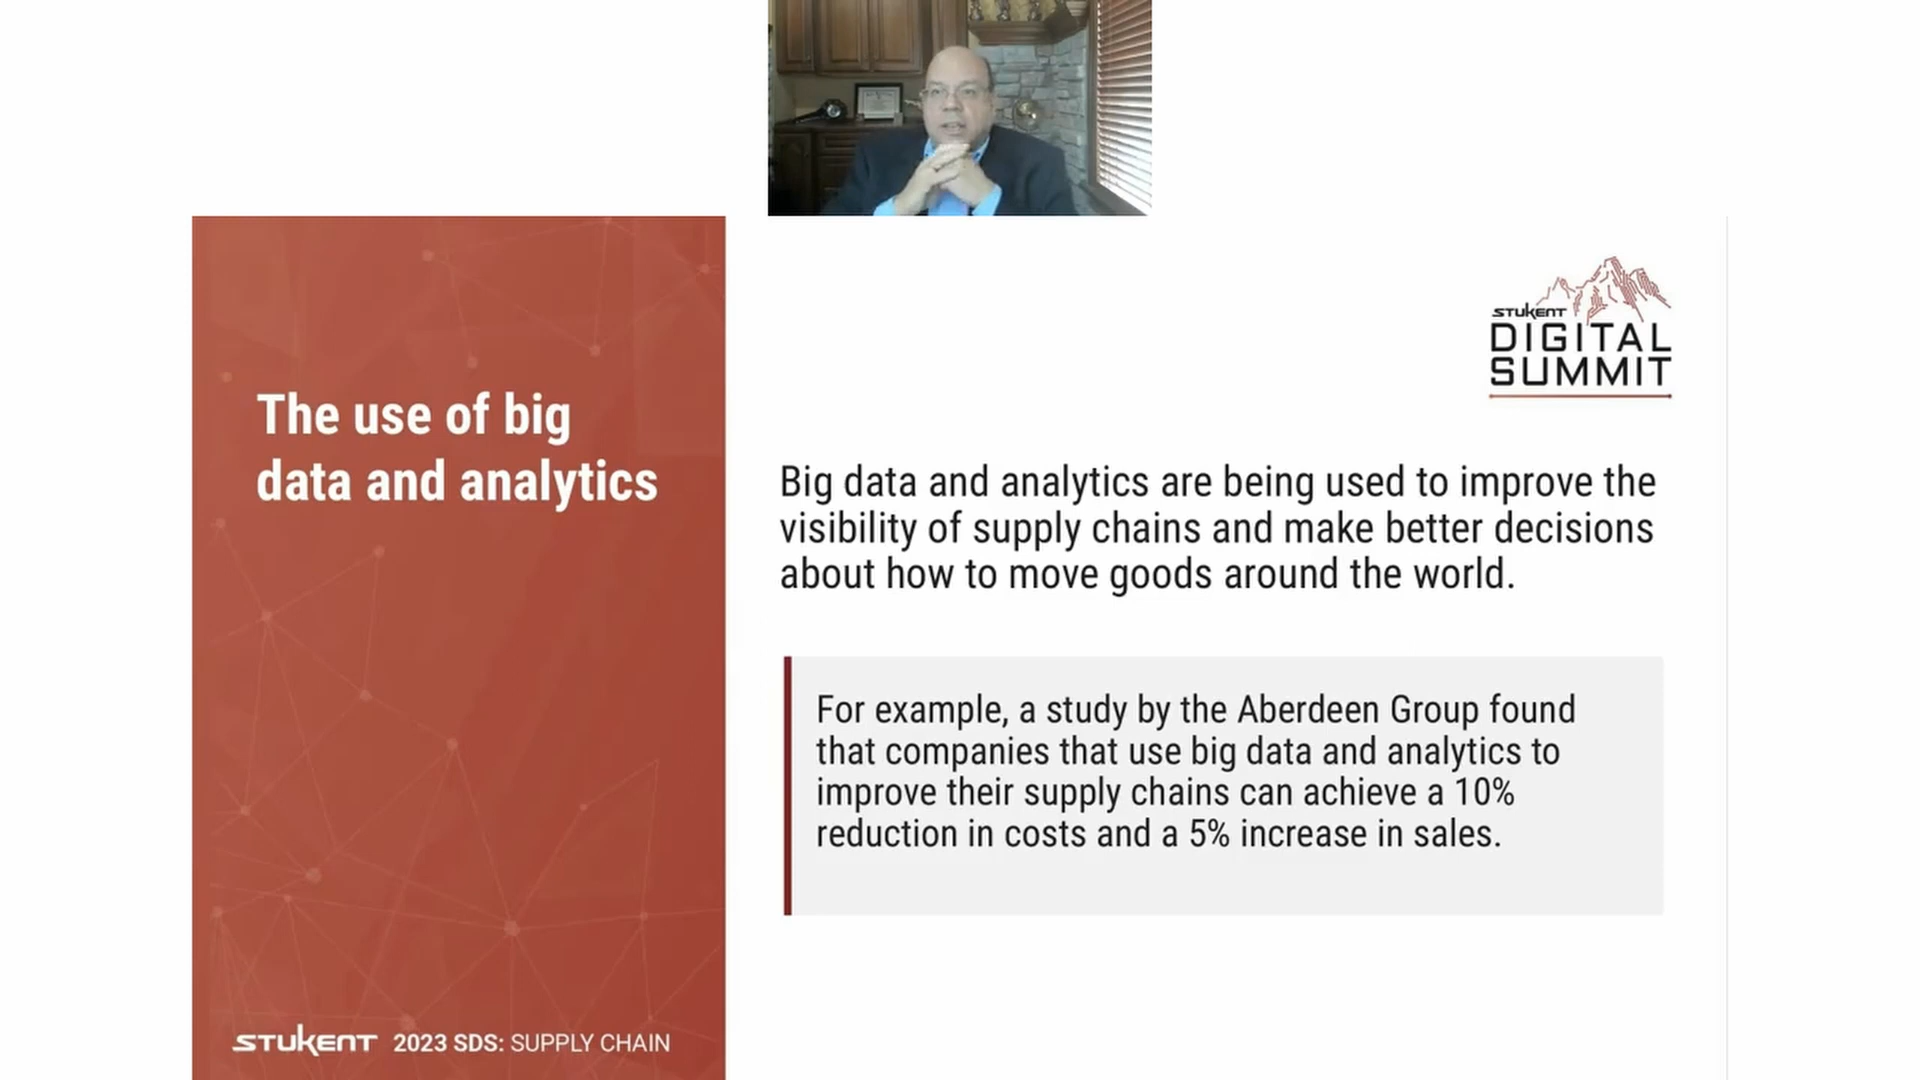 STUKENT
DIGITAL
SUMMIT
The use of big
data and analytics
Big data and analytics are being used to improve the
visibility of supply chains and make better decisions
about how to move goods around the world.
For example, a study by the Aberdeen Group found
that companies that use big data and analytics to
improve their supply chains can achieve a 10%
reduction in costs and a 5% increase in sales.
STUKENT 2023 SDS: SUPPLY CHAIN